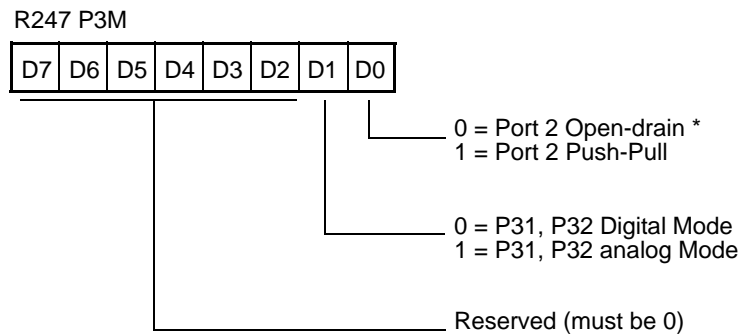 R247 P3M
D7 D6 D5 D4 D3 D2 D1 D0
0 = Port 2 Open-drain *
1 = Port 2 Push-Pull
0 = P31, P32 Digital Mode
1 = P31, P32 analog Mode
Reserved (must be 0)